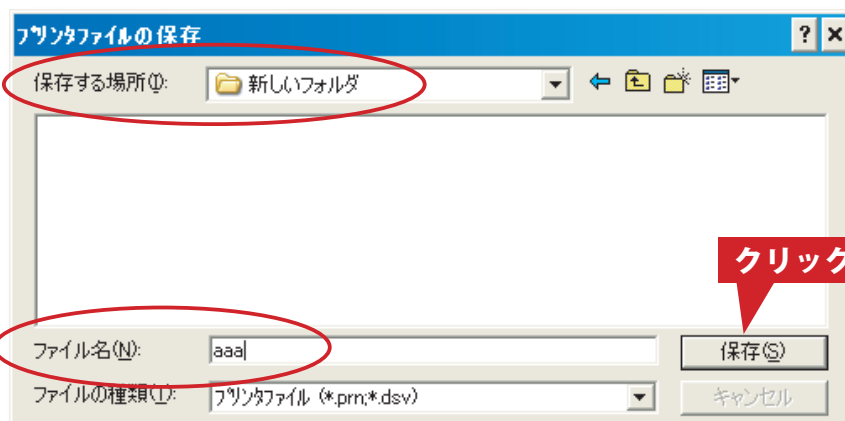 プリンタファイルの保存
保存する場所(I):
新しいフォルダ
クリック
ファイル名(N):
aaa
保存(S)
ファイルの種類(T):
プリンタファイル (*.prn;*.dsv)
キャンセル